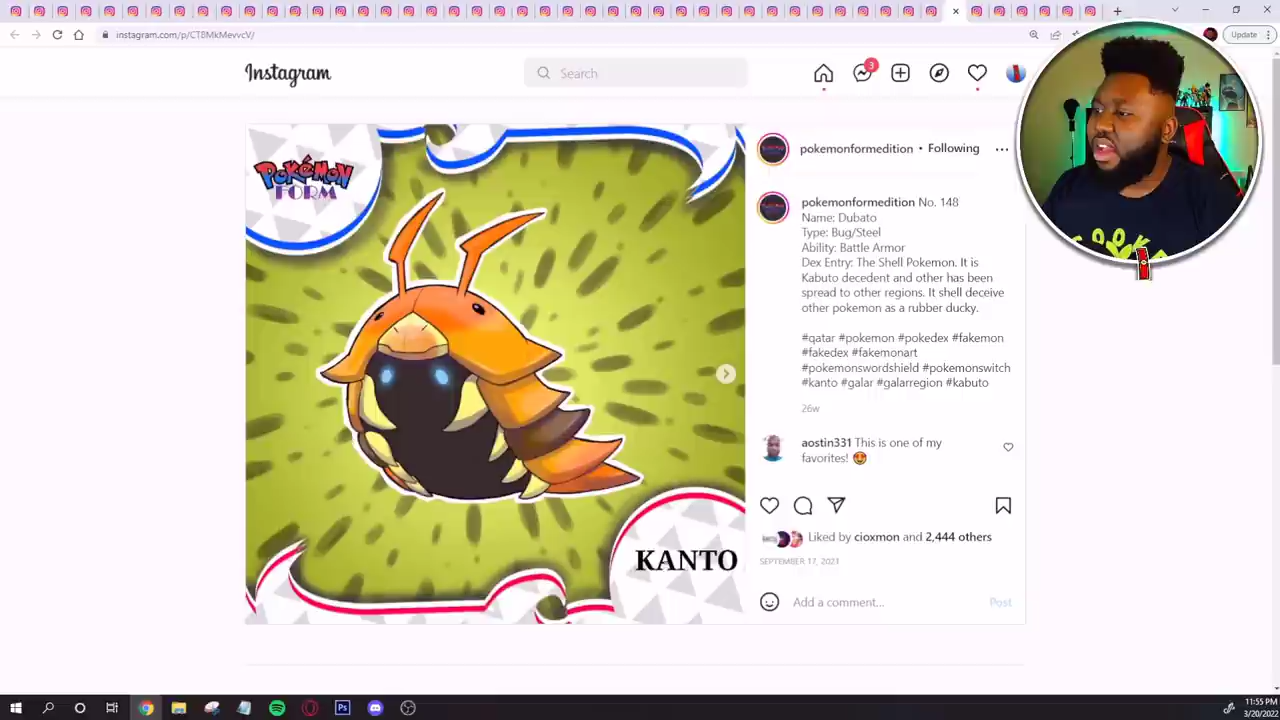 instagram.com/p/CT8MkMevvcV/
Update
Instagram
Search
3
POKéMON
FORM
KANTO
pokemonformedition • Following
pokemonformedition No. 148
Name: Dubato
Type: Bug/Steel
Ability: Battle Armor
Dex Entry: The Shell Pokemon. It is
Kabuto decedent and other has been
spread to other regions. It shell deceive
other pokemon as a rubber ducky.
#qatar #pokemon #pokedex #fakemon
#fakedex #fakemonart
#pokemonswordshield #pokemonswitch
#kanto #galar #galarregion #kabuto
26w
aostin331 This is one of my
favorites! 😍
Liked by cioxmon and 2,444 others
SEPTEMBER 17, 2021
Add a comment...
Post
Ps
11:55 PM
3/20/2022